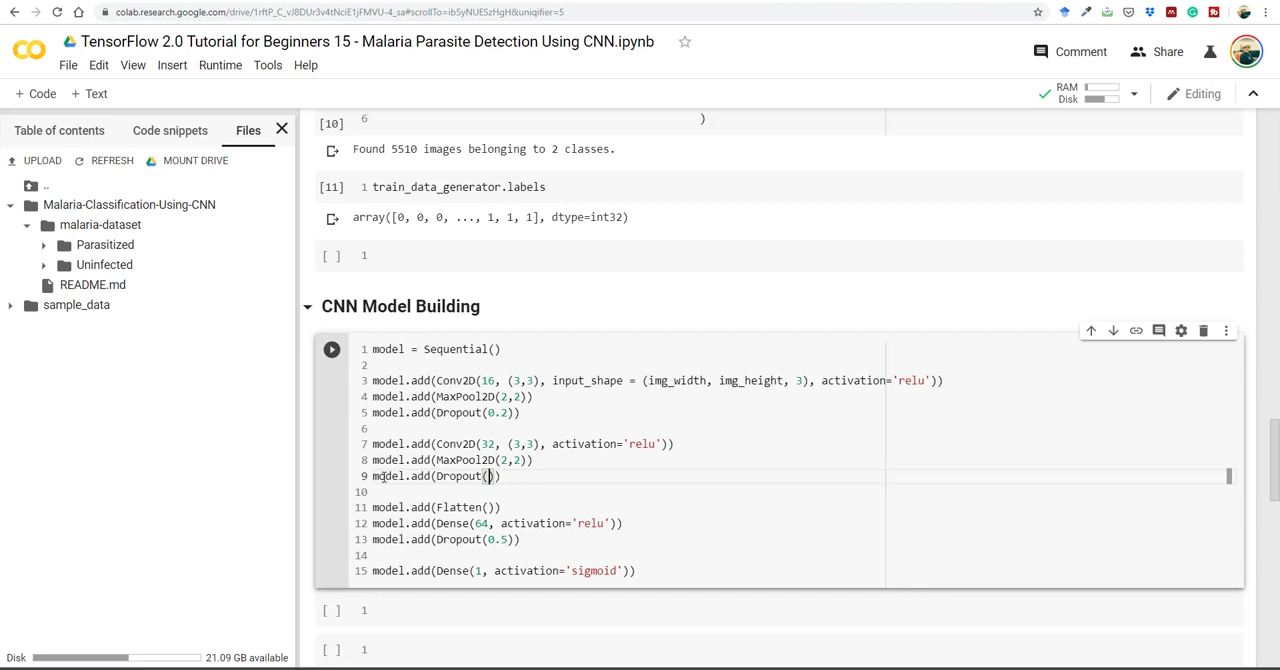 colab.research.google.com/drive/1rftP_C_vJ8DUr3v4tNciE1jFMVU-4_sa#scrollTo=ib5yNUESzHgH&uniqifier=5
TensorFlow 2.0 Tutorial for Beginners 15 - Malaria Parasite Detection Using CNN.ipynb
File Edit View Insert Runtime Tools Help
Comment Share
+ Code + Text
RAM
Disk
Editing
Table of contents Code snippets Files
UPLOAD REFRESH MOUNT DRIVE
..
Malaria-Classification-Using-CNN
malaria-dataset
Parasitized
Uninfected
README.md
sample_data
Disk 21.09 GB available
[10] 6 )
Found 5510 images belonging to 2 classes.
[11] 1 train_data_generator.labels
array([0, 0, 0, ..., 1, 1, 1], dtype=int32)
[ ] 1
CNN Model Building
1 model = Sequential()
2
3 model.add(Conv2D(16, (3,3), input_shape = (img_width, img_height, 3), activation='relu'))
4 model.add(MaxPool2D(2,2))
5 model.add(Dropout(0.2))
6
7 model.add(Conv2D(32, (3,3), activation='relu'))
8 model.add(MaxPool2D(2,2))
9 model.add(Dropout())
10
11 model.add(Flatten())
12 model.add(Dense(64, activation='relu'))
13 model.add(Dropout(0.5))
14
15 model.add(Dense(1, activation='sigmoid'))
[ ] 1
[ ] 1